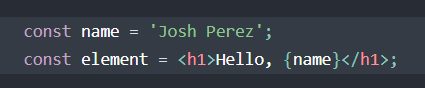 const name = 'Josh Perez';
const element = <h1>Hello, {name}</h1>;